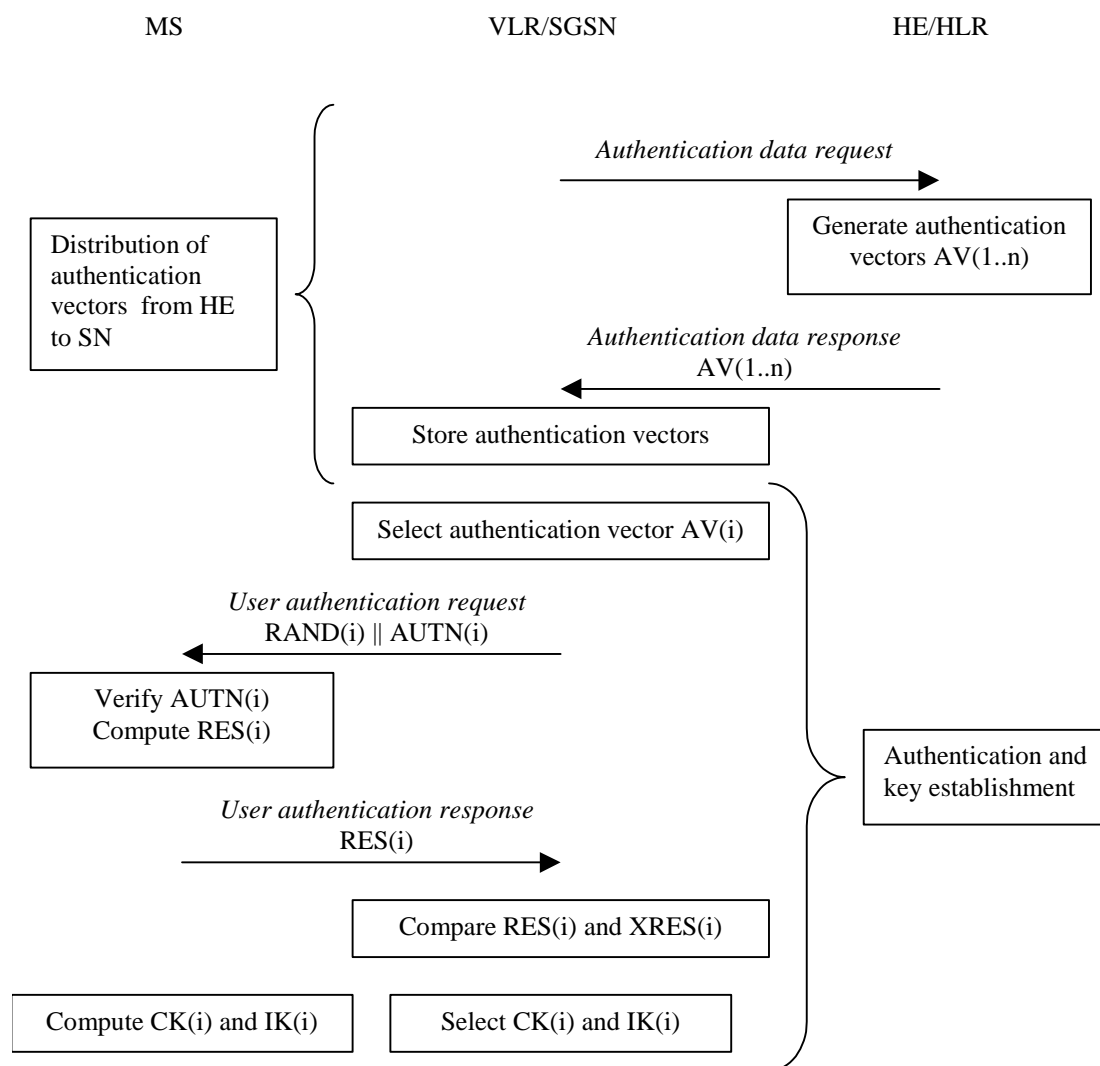 MS VLR/SGSN HE/HLR
Authentication data request
Generate authentication
vectors AV(1..n)
Distribution of
authentication
vectors from HE
to SN
Authentication data response
AV(1..n)
Store authentication vectors
Select authentication vector AV(i)
User authentication request
RAND(i) || AUTN(i)
Verify AUTN(i)
Compute RES(i)
Authentication and
key establishment
User authentication response
RES(i)
Compare RES(i) and XRES(i)
Compute CK(i) and IK(i)
Select CK(i) and IK(i)